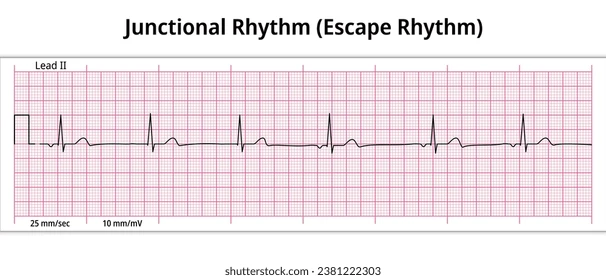 Junctional Rhythm (Escape Rhythm)
Lead II
25 mm/sec 10 mm/mV
shutterstock.com · 2381222303